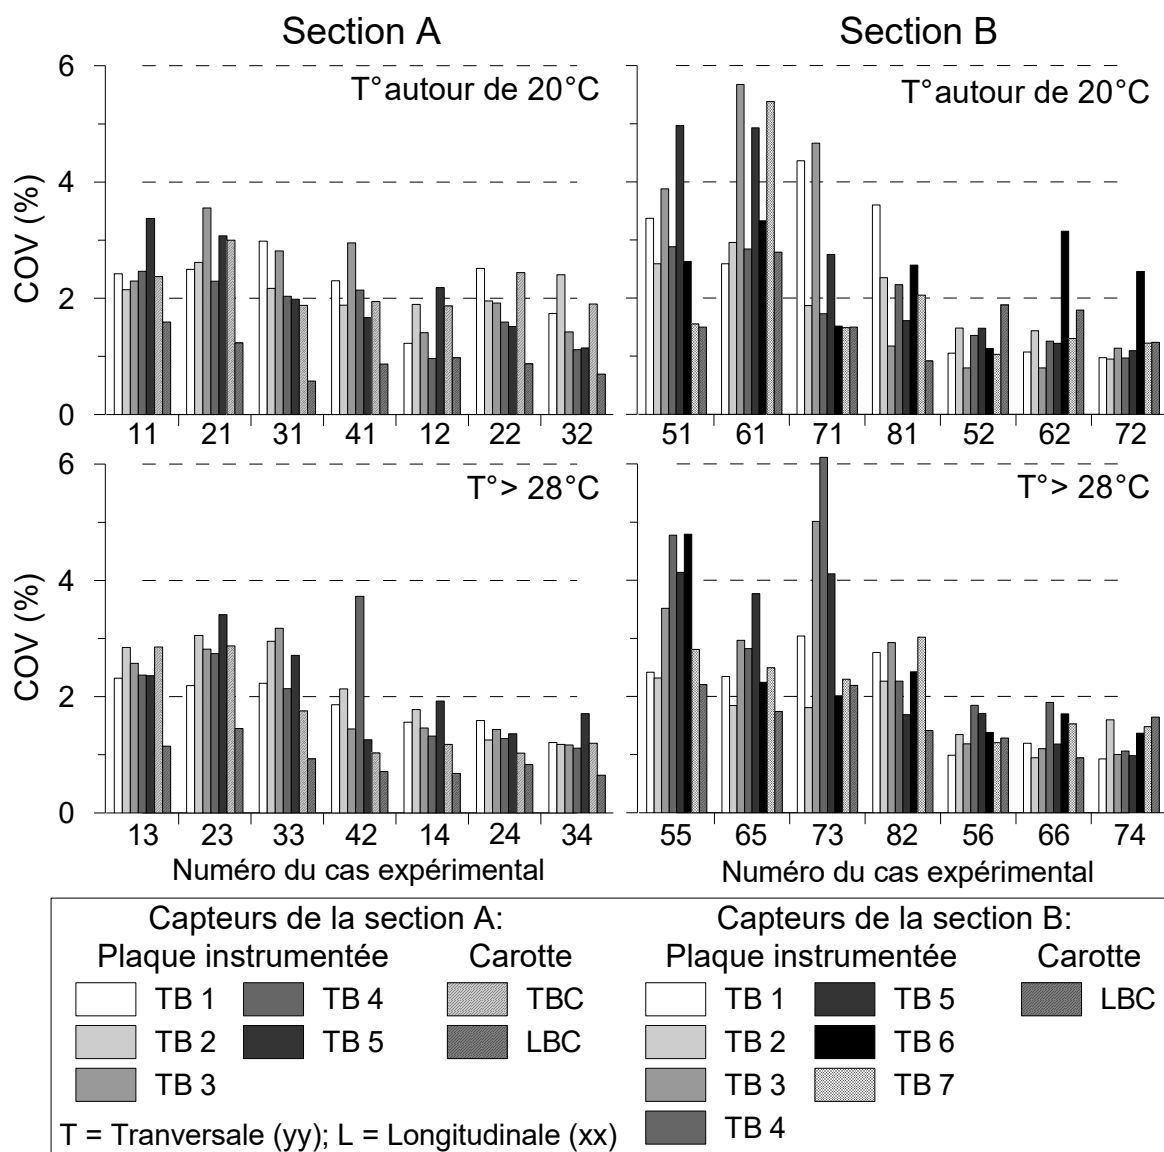 Section A
Section B
6
T°autour de 20°C
T°autour de 20°C
4
COV (%)
2
0
11 21 31 41 12 22 32
51 61 71 81 52 62 72
6
T°> 28°C
T°> 28°C
4
COV (%)
2
0
13 23 33 42 14 24 34
55 65 73 82 56 66 74
Numéro du cas expérimental
Numéro du cas expérimental
Capteurs de la section A:
Plaque instrumentée
Carotte
TB 1
TB 4
TBC
TB 2
TB 5
LBC
TB 3
T = Tranversale (yy); L = Longitudinale (xx)
Capteurs de la section B:
Plaque instrumentée
Carotte
TB 1
TB 5
LBC
TB 2
TB 6
TB 3
TB 7
TB 4